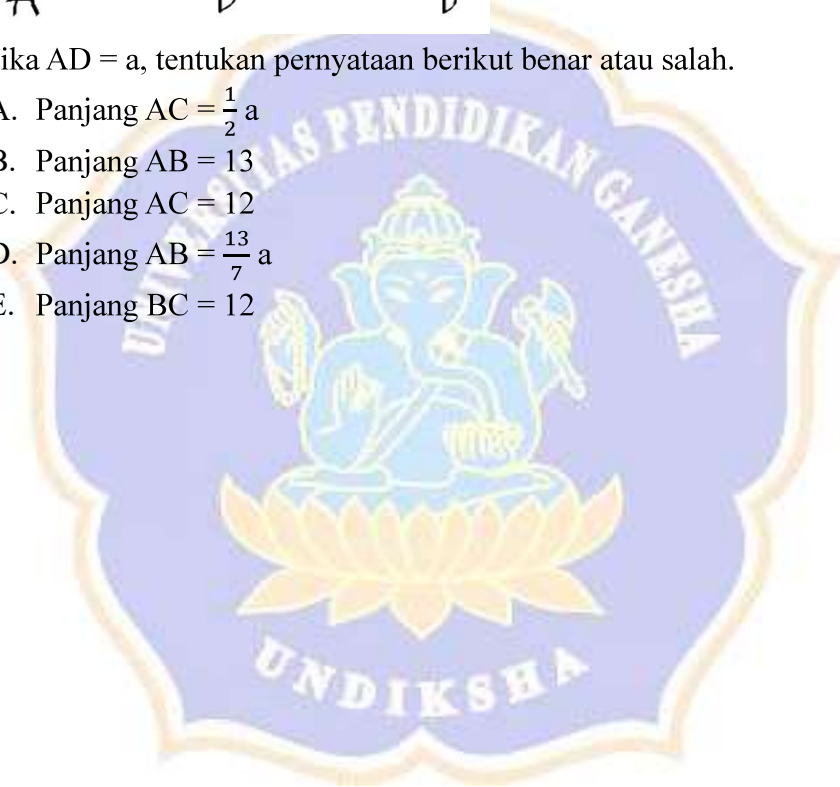 ika AD = a, tentukan pernyataan berikut benar atau salah.
A. Panjang AC = 1/2 a
B. Panjang AB = 13
C. Panjang AC = 12
D. Panjang AB = 13/7 a
E. Panjang BC = 12
UNIVERSITAS PENDIDIKAN GANESHA
UNDIKSHA